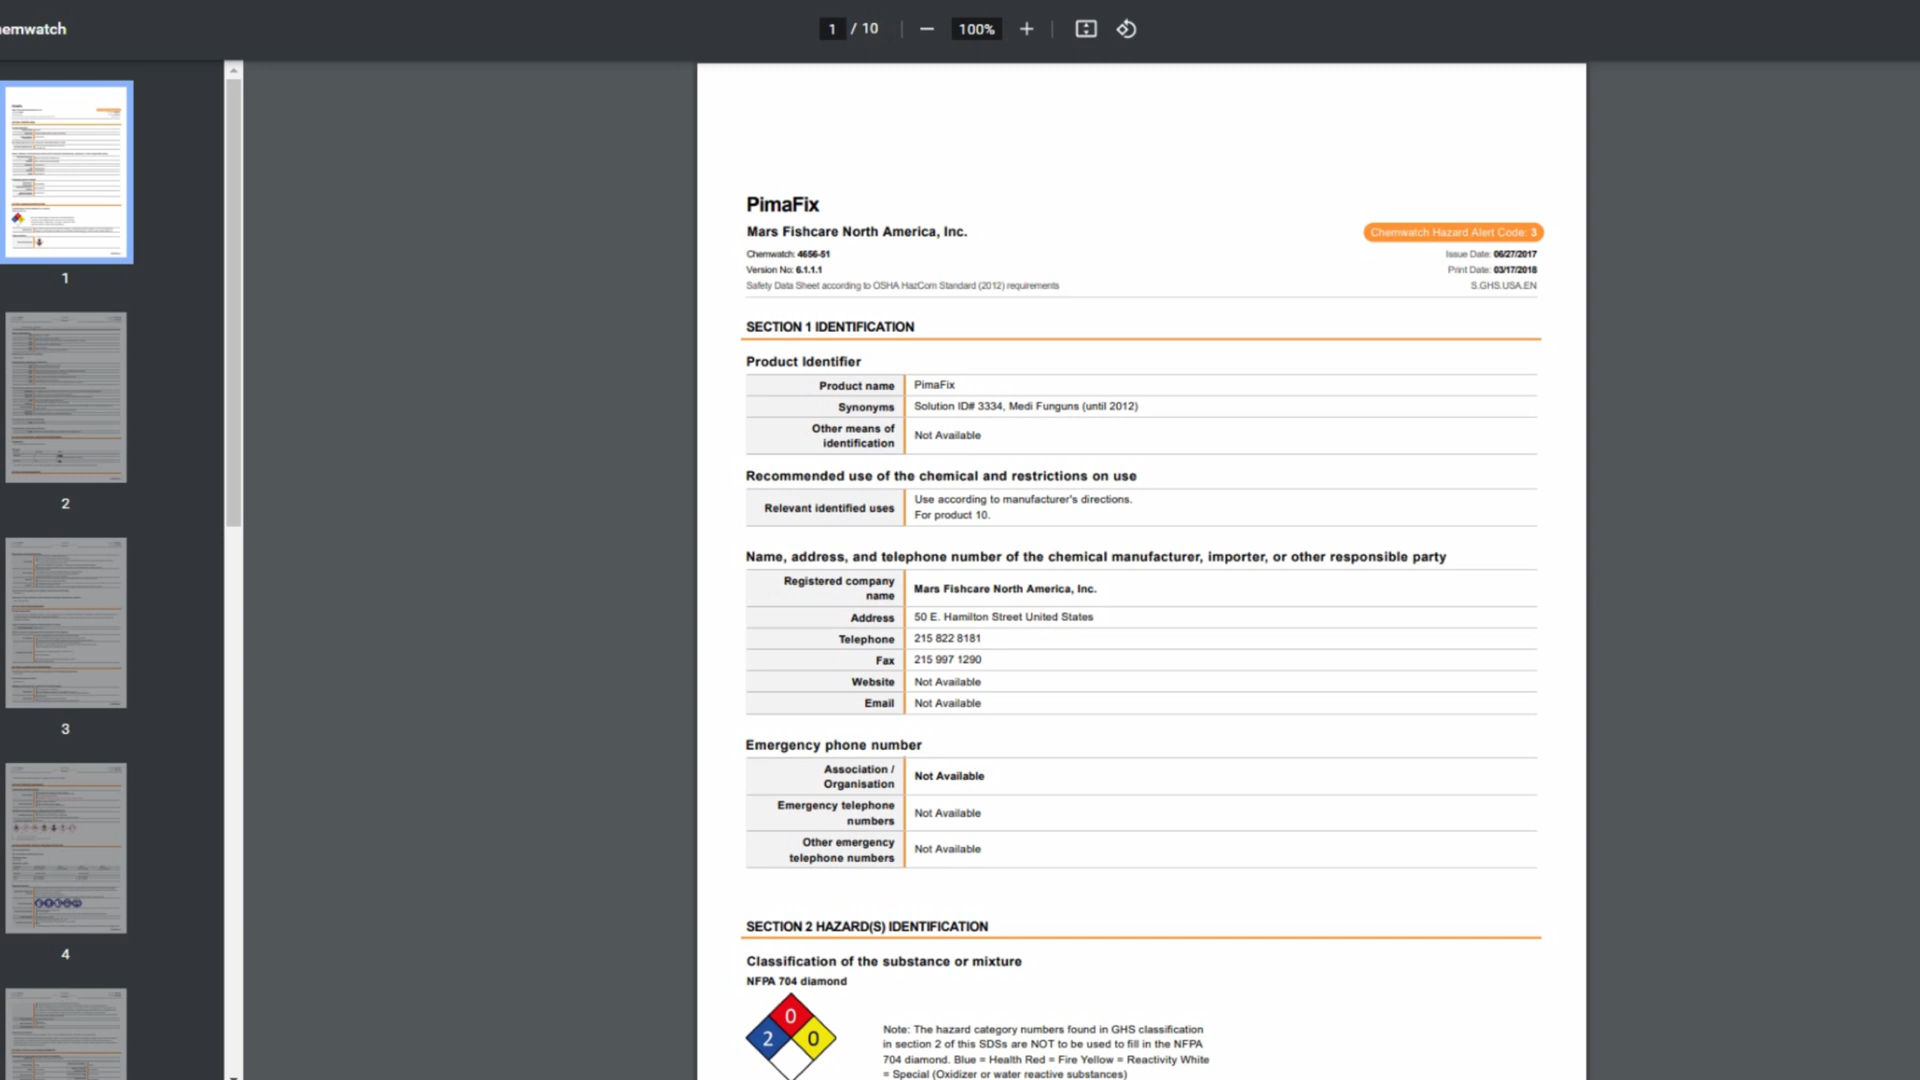 emwatch
1 / 10
100%
PimaFix
Mars Fishcare North America, Inc.
Chemwatch Hazard Alert Code: 3
Chemwatch: 4656-51
Issue Date: 06/27/2017
Version No: 6.1.1.1
Print Date: 03/17/2018
Safety Data Sheet according to OSHA HazCom Standard (2012) requirements
S.GHS.USA.EN
SECTION 1 IDENTIFICATION
Product Identifier
Product name
PimaFix
Synonyms
Solution ID# 3334, Medi Funguns (until 2012)
Other means of
identification
Not Available
Recommended use of the chemical and restrictions on use
Relevant identified uses
Use according to manufacturer's directions.
For product 10.
Name, address, and telephone number of the chemical manufacturer, importer, or other responsible party
Registered company
name
Mars Fishcare North America, Inc.
Address
50 E. Hamilton Street United States
Telephone
215 822 8181
Fax
215 997 1290
Website
Not Available
Email
Not Available
Emergency phone number
Association /
Organisation
Not Available
Emergency telephone
numbers
Not Available
Other emergency
telephone numbers
Not Available
SECTION 2 HAZARD(S) IDENTIFICATION
Classification of the substance or mixture
NFPA 704 diamond
0
2
0
Note: The hazard category numbers found in GHS classification
in section 2 of this SDSs are NOT to be used to fill in the NFPA
704 diamond. Blue = Health Red = Fire Yellow = Reactivity White
= Special (Oxidizer or water reactive substances)
1
2
3
4